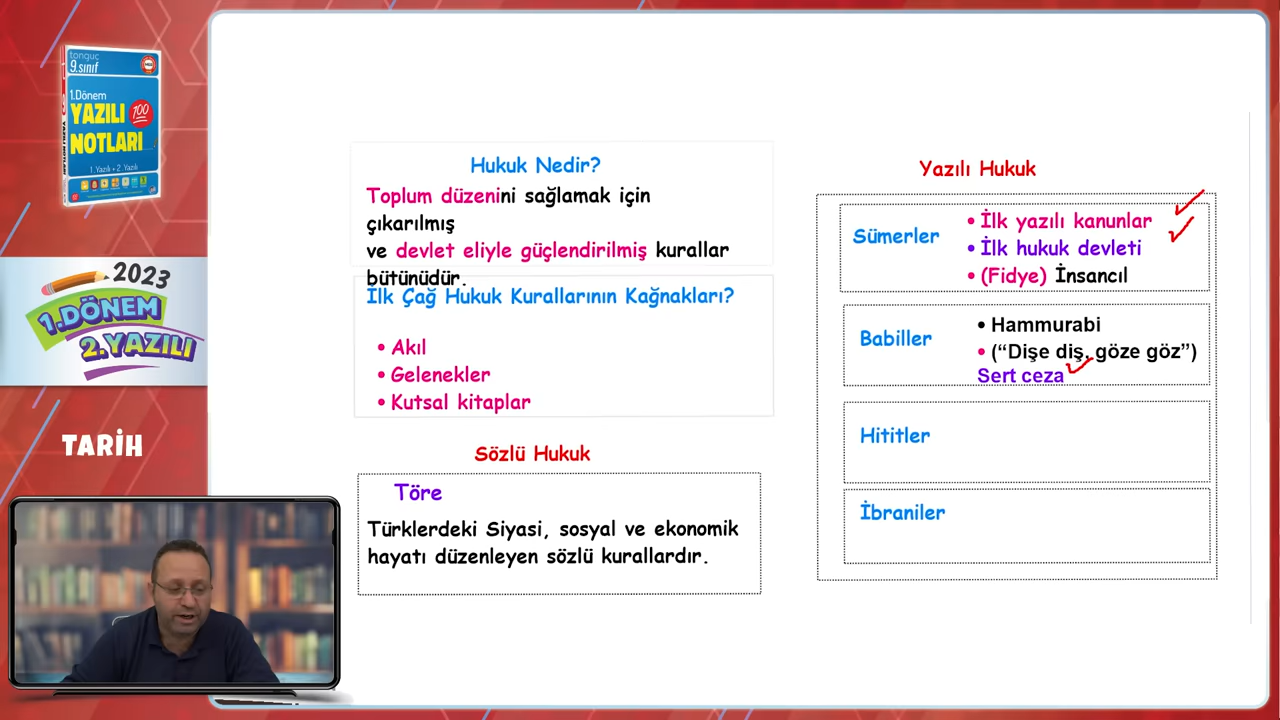 tonguç
9.sınıf
1.Dönem
YAZILI
100
NOTLARI
1.Yazılı • 2.Yazılı
YAZILI NOTLARI
2023
1.DÖNEM
2.YAZILI
TARİH
Hukuk Nedir?
Toplum düzenini sağlamak için
çıkarılmış
ve devlet eliyle güçlendirilmiş kurallar
bütünüdür.
İlk Çağ Hukuk Kurallarının Kağnakları?
• Akıl
• Gelenekler
• Kutsal kitaplar
Sözlü Hukuk
Töre
Türklerdeki Siyasi, sosyal ve ekonomik
hayatı düzenleyen sözlü kurallardır.
Yazılı Hukuk
Sümerler
• İlk yazılı kanunlar
• İlk hukuk devleti
• (Fidye) İnsancıl
Babiller
• Hammurabi
• (“Dişe diş, göze göz”)
Sert ceza
Hititler
İbraniler